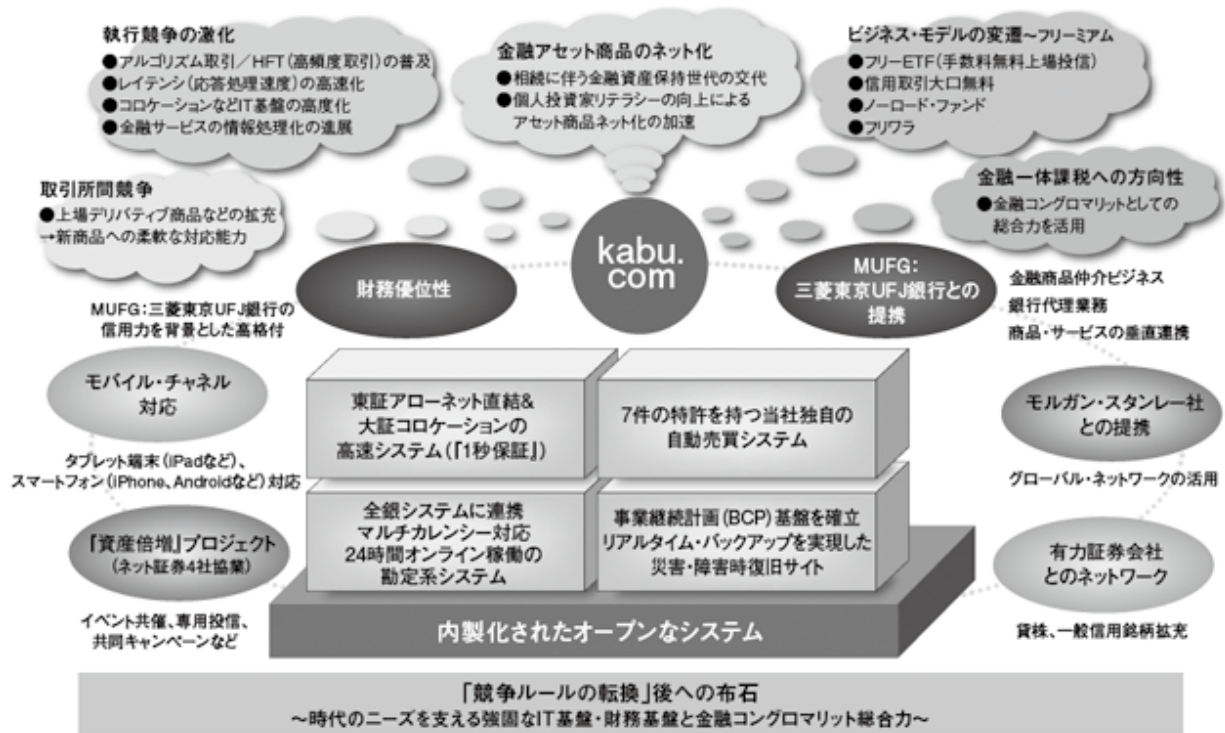 執行競争の激化
●アルゴリズム取引／HFT（高頻度取引）の普及
●レイテンシ（応答処理速度）の高速化
●コロケーションなどIT基盤の高度化
●金融サービスの情報処理化の進展
金融アセット商品のネット化
●相続に伴う金融資産保持世代の交代
●個人投資家リテラシーの向上による
アセット商品ネット化の加速
ビジネス・モデルの変遷～フリーミアム
●フリーETF（手数料無料上場投信）
●信用取引大口無料
●ノーロード・ファンド
●フリワラ
取引所間競争
●上場デリバティブ商品などの拡充
→新商品への柔軟な対応能力
金融一体課税への方向性
●金融コングロマリットとしての
総合力を活用
kabu.
com
財務優位性
MUFG：三菱東京UFJ銀行の
信用力を背景とした高格付
MUFG：
三菱東京UFJ銀行との
提携
金融商品仲介ビジネス
銀行代理業務
商品・サービスの垂直連携
モバイル・チャネル
対応
タブレット端末（iPadなど）、
スマートフォン（iPhone、Androidなど）対応
東証アローネット直結&
大証コロケーションの
高速システム（『1秒保証』）
7件の特許を持つ当社独自の
自動売買システム
モルガン・スタンレー社
との提携
グローバル・ネットワークの活用
『資産倍増』プロジェクト
（ネット証券4社協業）
イベント共催、専用投信、
共同キャンペーンなど
全銀システムに連携
マルチカレンシー対応
24時間オンライン稼働の
勘定系システム
事業継続計画（BCP）基盤を確立
リアルタイム・バックアップを実現した
災害・障害時復旧サイト
有力証券会社
とのネットワーク
貸株、一般信用銘柄拡充
内製化されたオープンなシステム
「競争ルールの転換」後への布石
～時代のニーズを支える強固なIT基盤・財務基盤と金融コングロマリット総合力～